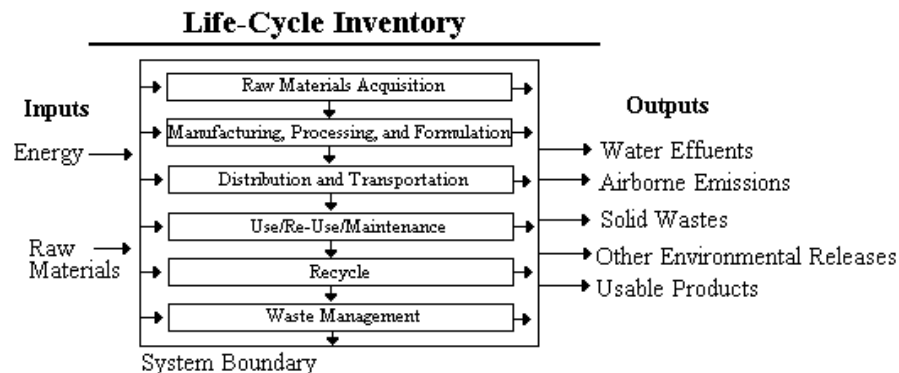 Life-Cycle Inventory
Inputs
Energy
Raw
Materials
Raw Materials Acquisition
Manufacturing, Processing, and Formulation
Distribution and Transportation
Use/Re-Use/Maintenance
Recycle
Waste Management
System Boundary
Outputs
Water Effuents
Airborne Emissions
Solid Wastes
Other Environmental Releases
Usable Products